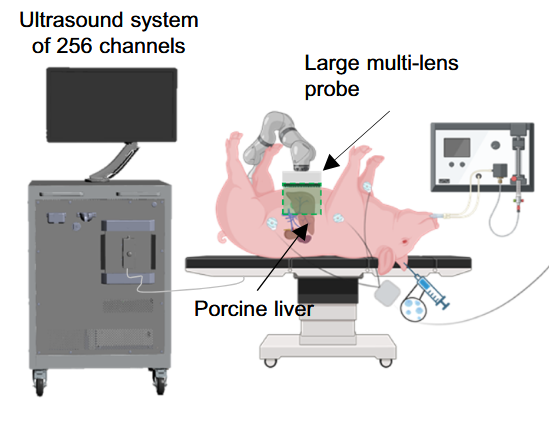 Ultrasound system
of 256 channels
Large multi-lens
probe
Porcine liver